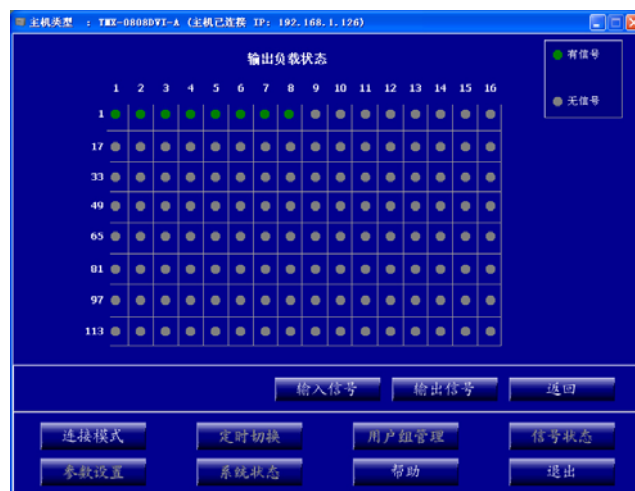 主机类型 : TMX-0808DVI-A (主机已连接 IP: 192.168.1.126)
输出负载状态
有信号
无信号
1 2 3 4 5 6 7 8 9 10 11 12 13 14 15 16
1
17
33
49
65
81
97
113
输入信号 输出信号 返回
连接模式 定时切换 用户组管理 信号状态
参数设置 系统状态 帮助 退出